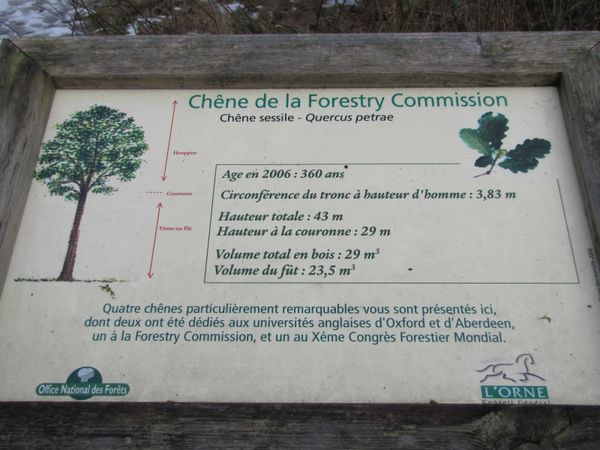 Chêne de la Forestry Commission
Chêne sessile - Quercus petrae
Houppier
Couronne
Tronc ou fût
Age en 2006 : 360 ans
Circonférence du tronc à hauteur d'homme : 3,83 m
Hauteur totale : 43 m
Hauteur à la couronne : 29 m
Volume total en bois : 29 m³
Volume du fût : 23,5 m³
Quatre chênes particulièrement remarquables vous sont présentés ici,
dont deux ont été dédiés aux universités anglaises d'Oxford et d'Aberdeen,
un à la Forestry Commission, et un au Xéme Congrès Forestier Mondial.
Office National des Forêts
L'ORNE
Conseil Général